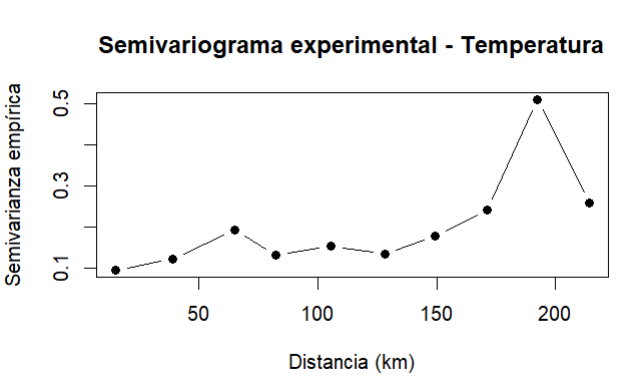 Semivariograma experimental - Temperatura
Semivarianza empírica
0.5
0.3
0.1
50 100 150 200
Distancia (km)